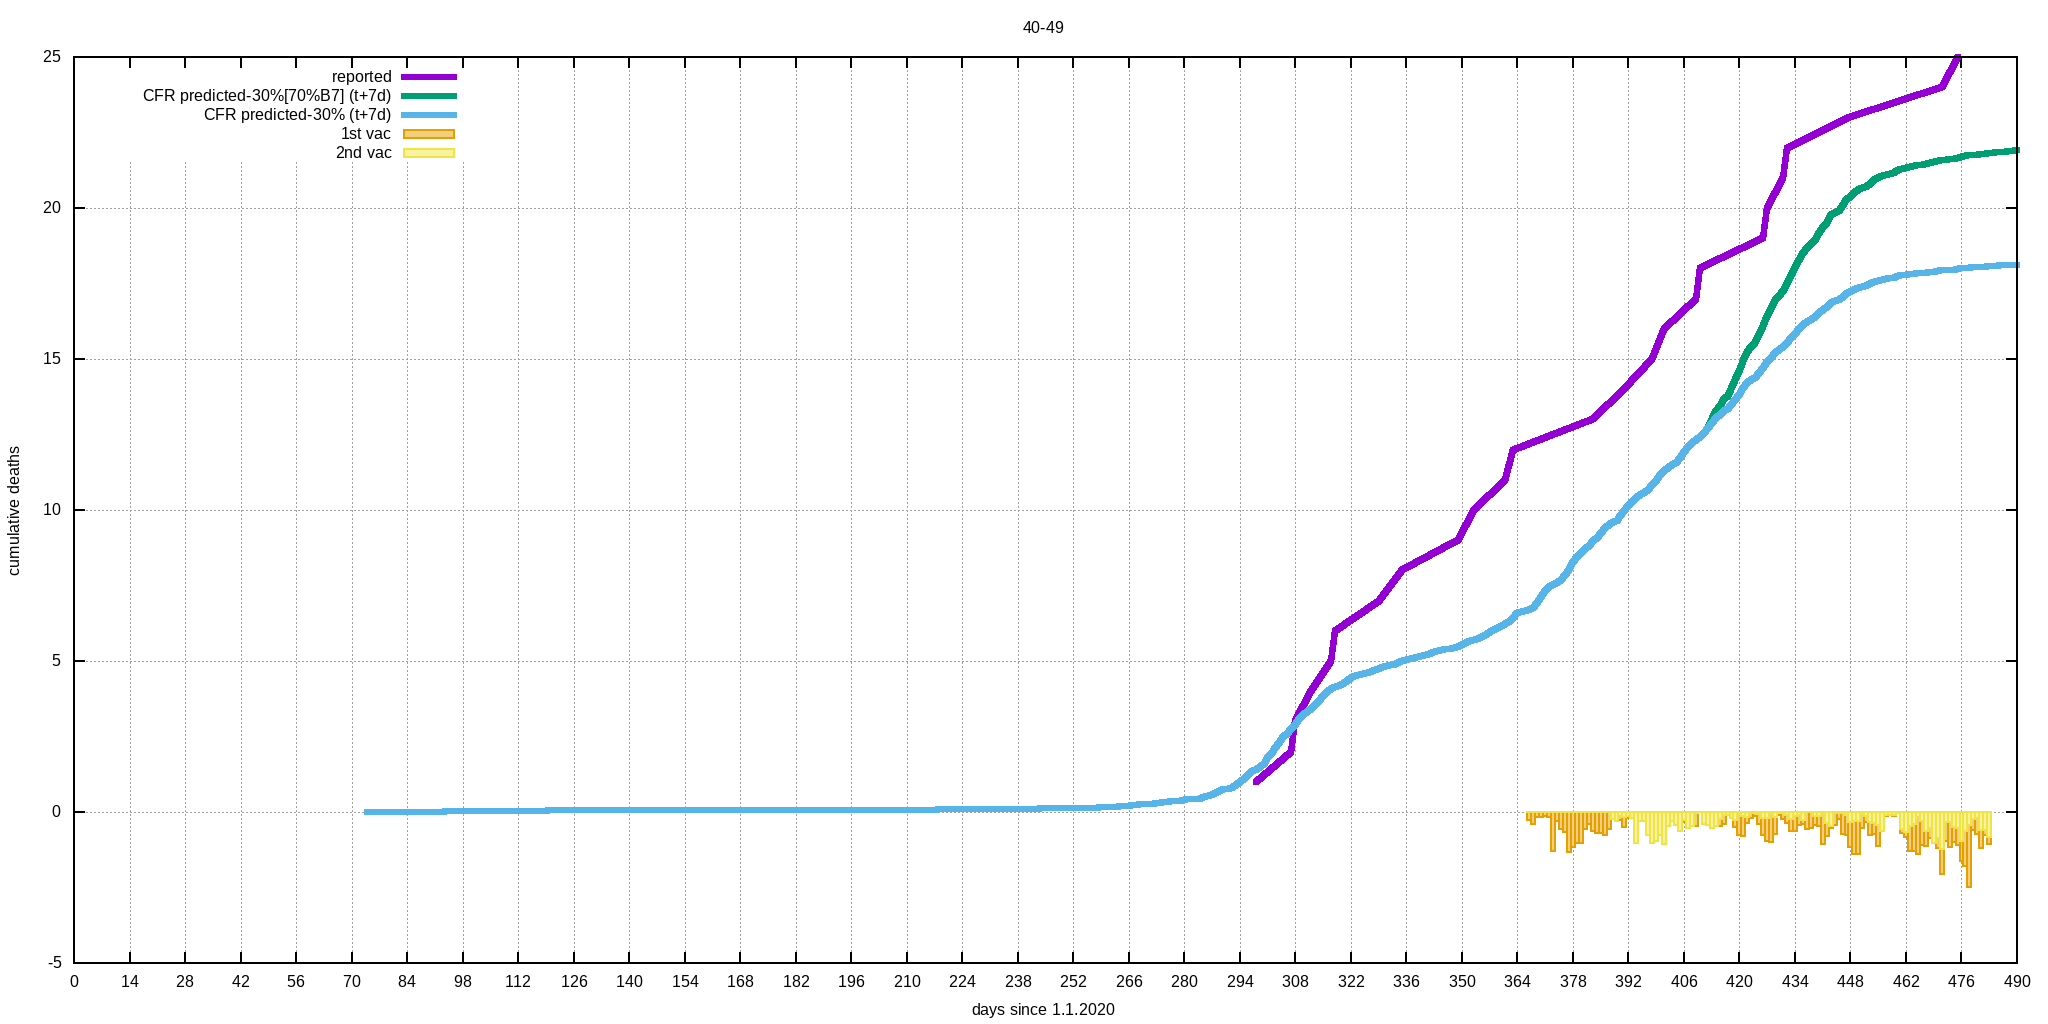 40-49
reported
CFR predicted-30%[70%B7] (t+7d)
CFR predicted-30% (t+7d)
1st vac
2nd vac
25
20
15
10
5
0
-5
cumulative deaths
0 14 28 42 56 70 84 98 112 126 140 154 168 182 196 210 224 238 252 266 280 294 308 322 336 350 364 378 392 406 420 434 448 462 476 490
days since 1.1.2020